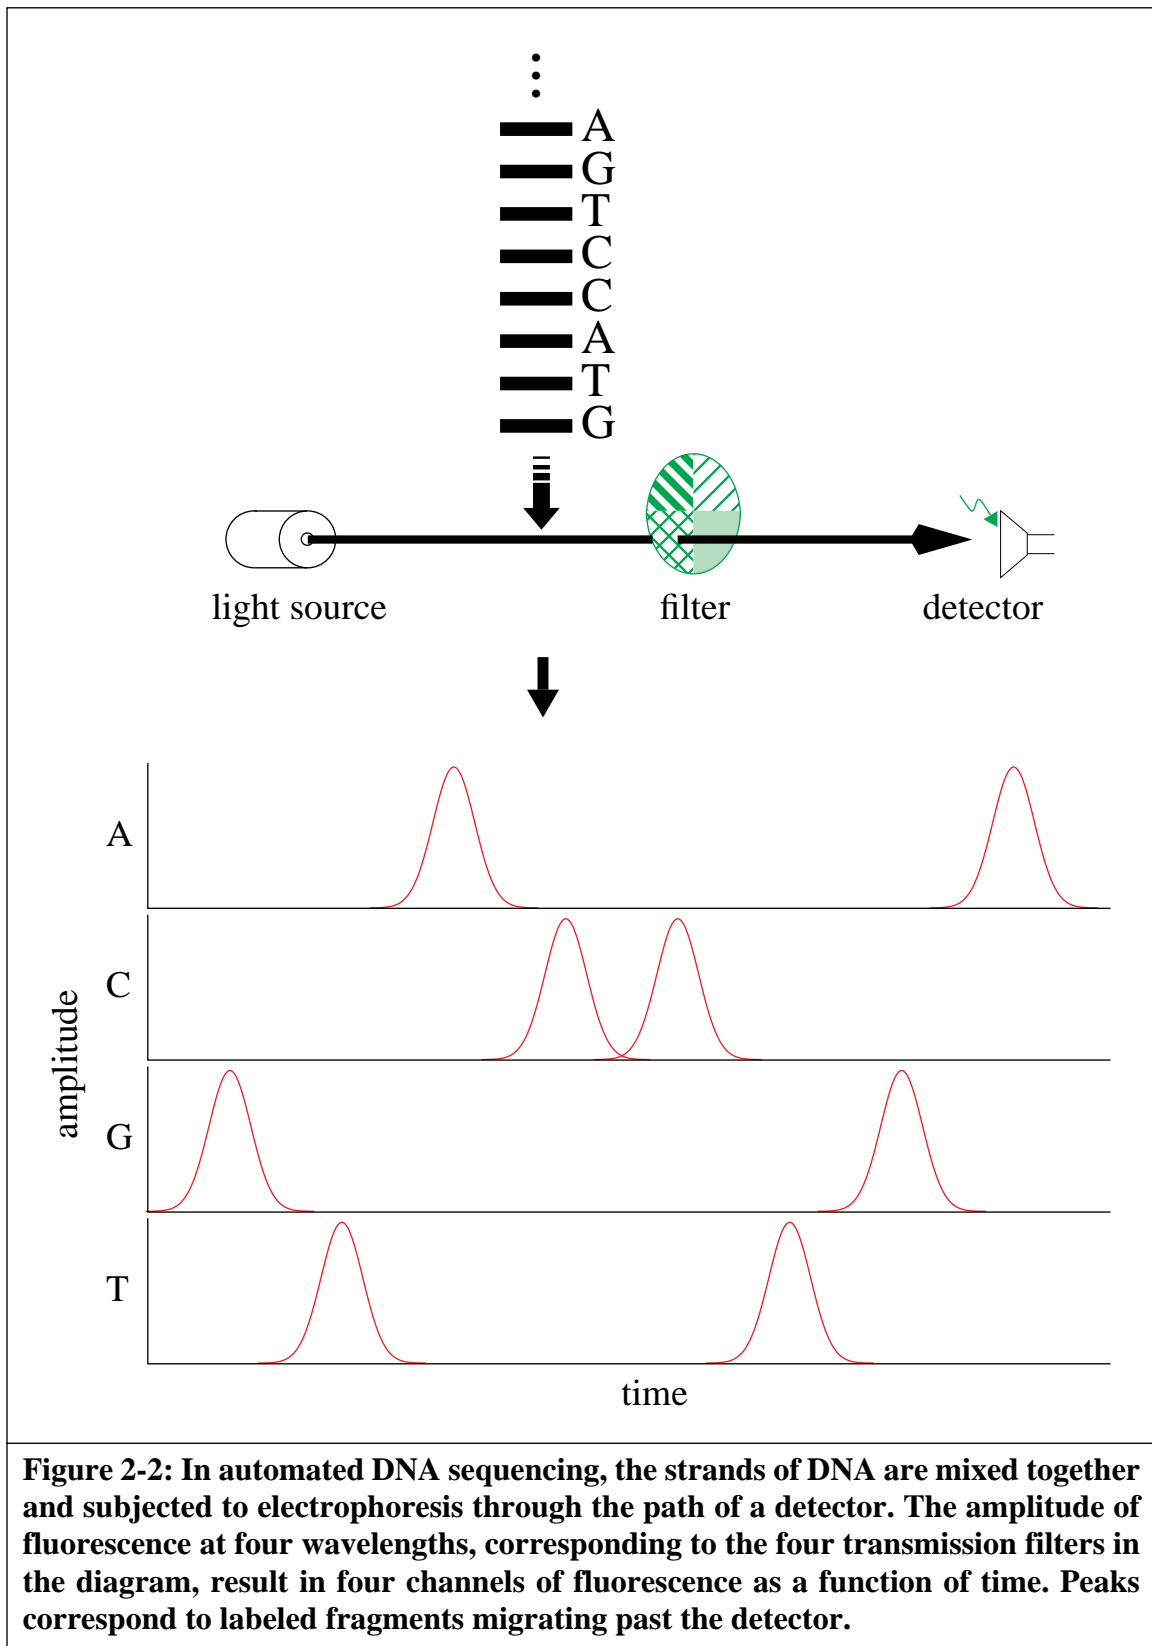 A
G
T
C
C
A
T
G
light source
filter
detector
A
C
G
T
amplitude
time
Figure 2-2: In automated DNA sequencing, the strands of DNA are mixed together
and subjected to electrophoresis through the path of a detector. The amplitude of
fluorescence at four wavelengths, corresponding to the four transmission filters in
the diagram, result in four channels of fluorescence as a function of time. Peaks
correspond to labeled fragments migrating past the detector.